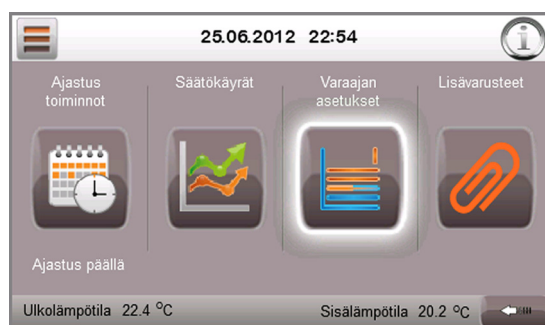 25.06.2012 22:54
Ajastus
toiminnot
Säätökäyrät
Varaajan
asetukset
Lisävarusteet
Ajastus päällä
Ulkolämpötila 22.4 °C
Sisälämpötila 20.2 °C